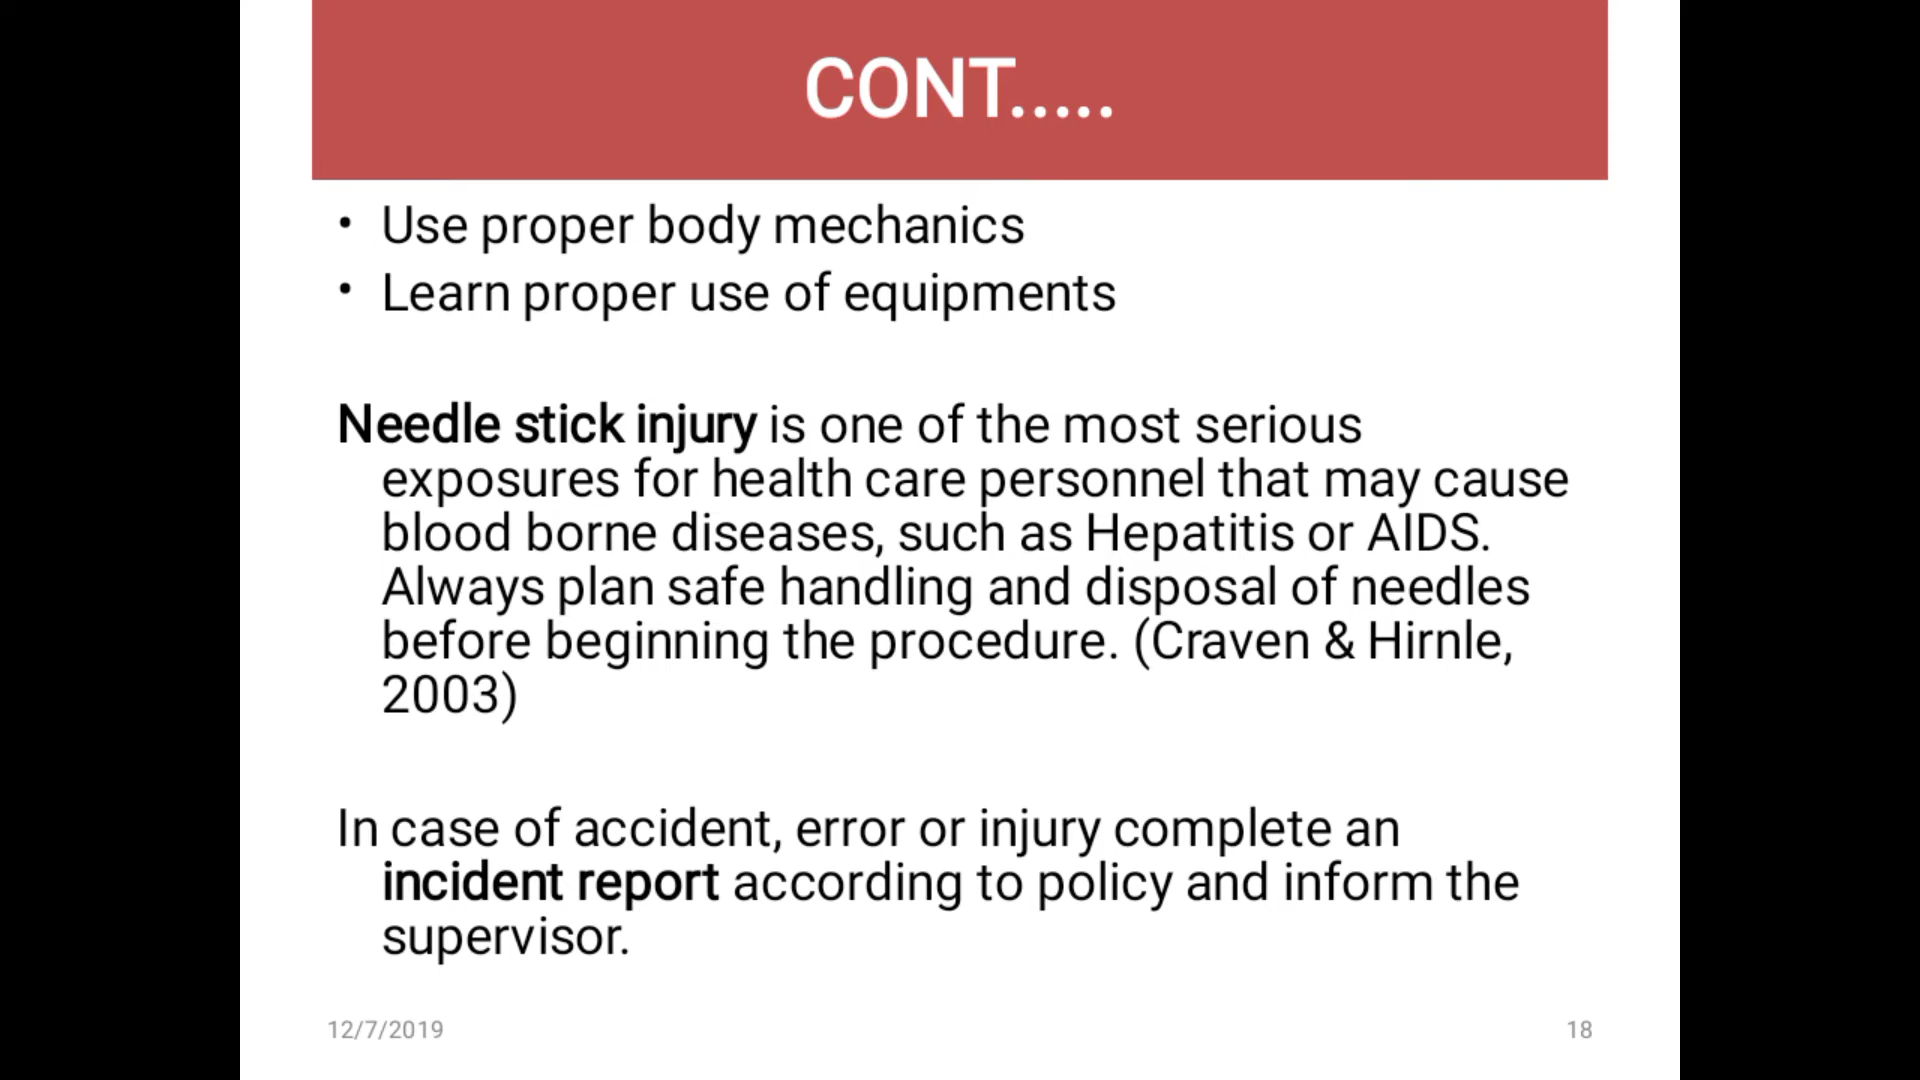 CONT.....
• Use proper body mechanics
• Learn proper use of equipments
Needle stick injury is one of the most serious
exposures for health care personnel that may cause
blood borne diseases, such as Hepatitis or AIDS.
Always plan safe handling and disposal of needles
before beginning the procedure. (Craven & Hirnle,
2003)
In case of accident, error or injury complete an
incident report according to policy and inform the
supervisor.
12/7/2019
18